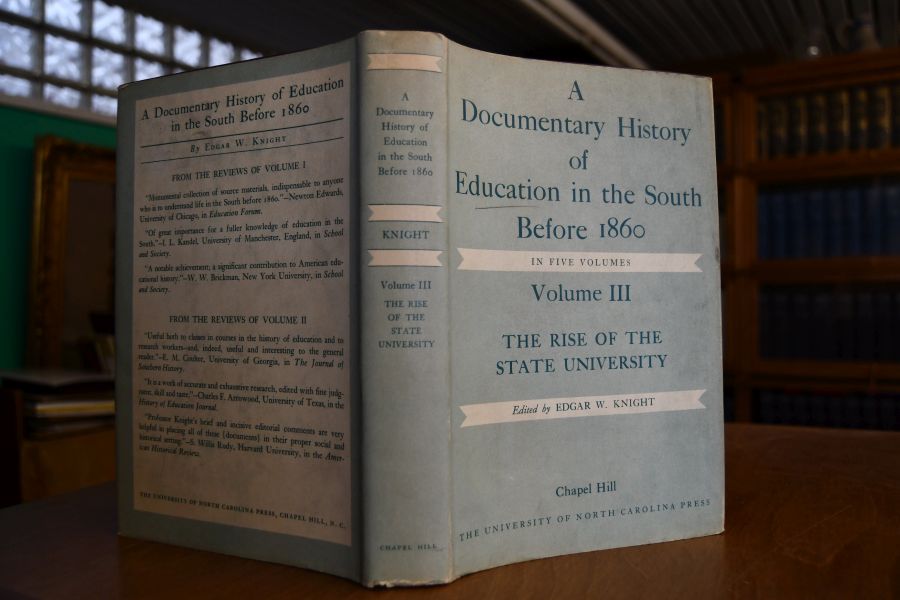 A Documentary History of Education
in the South Before 1860
By EDGAR W. KNIGHT
FROM THE REVIEWS OF VOLUME I
"Monumental collection of source materials, indispensable to anyone
who is to understand life in the South before 1860."—Newton Edwards,
University of Chicago, in Education Forum.
"Of great importance for a fuller knowledge of education in the
South."—I. L. Kandel, University of Manchester, England, in School
and Society.
"A notable achievement; a significant contribution to American edu-
cational history."—W. W. Brickman, New York University, in School
and Society.
FROM THE REVIEWS OF VOLUME II
"Useful both to classes in courses in the history of education and to
research workers—and, indeed, useful and interesting to the general
reader."—E. M. Coulter, University of Georgia, in The Journal of
Southern History.
"It is a work of accurate and exhaustive research, edited with fine judg-
ment, skill and taste."—Charles F. Arrowood, University of Texas, in the
History of Education Journal.
"Professor Knight's brief and incisive editorial comments are very
helpful in placing all of these [documents] in their proper social and
historical setting."—S. Willis Rudy, Harvard University, in the Amer-
ican Historical Review.
THE UNIVERSITY OF NORTH CAROLINA PRESS, CHAPEL HILL, N. C.
A
Documentary
History of
Education
in the South
Before 1860
KNIGHT
Volume III
THE RISE
OF THE
STATE
UNIVERSITY
CHAPEL HILL
A
Documentary History
of
Education in the South
Before 1860
IN FIVE VOLUMES
Volume III
THE RISE OF THE
STATE UNIVERSITY
Edited by EDGAR W. KNIGHT
Chapel Hill
THE UNIVERSITY OF NORTH CAROLINA PRESS